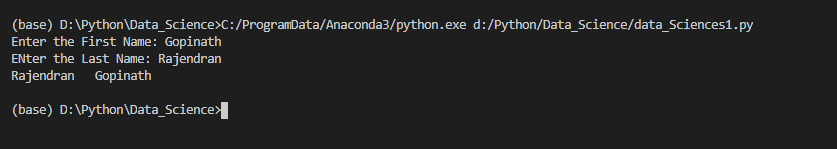 (base) D:\Python\Data_Science>C:/ProgramData/Anaconda3/python.exe d:/Python/Data_Science/data_Sciences1.py
Enter the First Name: Gopinath
ENter the Last Name: Rajendran
Rajendran   Gopinath
(base) D:\Python\Data_Science>